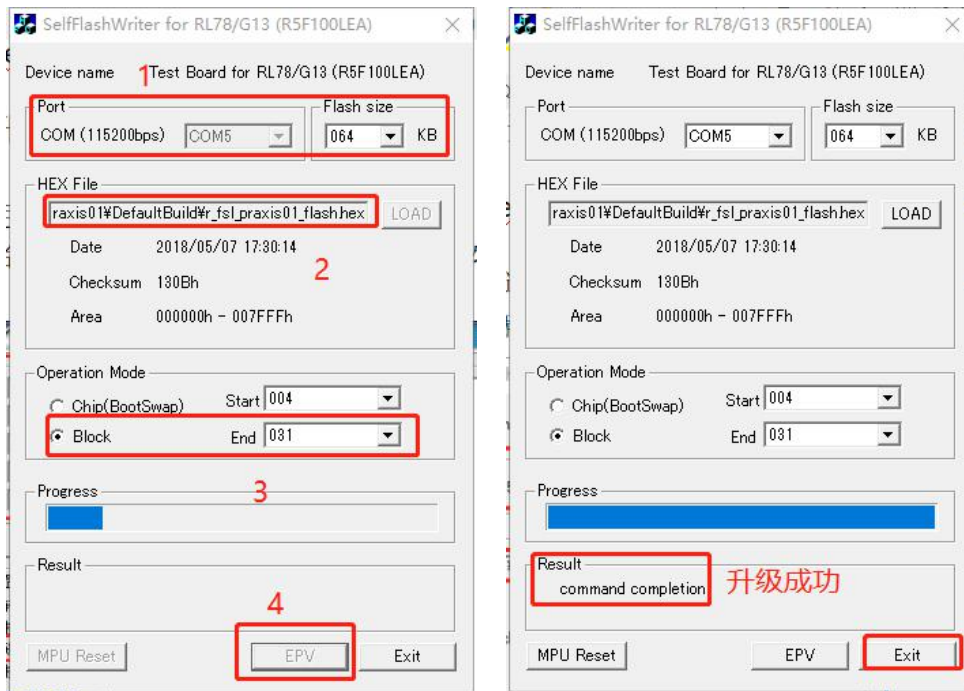 SelfFlashWriter for RL78/G13 (R5F100LEA)
Device name 1 Test Board for RL78/G13 (R5F100LEA)
Port
Flash size
COM (115200bps) COM5
064 KB
HEX File
raxis01¥DefaultBuild¥r_fsl_praxis01_flash.hex LOAD
Date 2018/05/07 17:30:14
2
Checksum 130Bh
Area 000000h - 007FFFh
Operation Mode
Chip(BootSwap) Start 004
Block End 031
3
Progress
Result
4
MPU Reset EPV Exit
SelfFlashWriter for RL78/G13 (R5F100LEA)
Device name Test Board for RL78/G13 (R5F100LEA)
Port
Flash size
COM (115200bps) COM5
064 KB
HEX File
raxis01¥DefaultBuild¥r_fsl_praxis01_flash.hex LOAD
Date 2018/05/07 17:30:14
Checksum 130Bh
Area 000000h - 007FFFh
Operation Mode
Chip(BootSwap) Start 004
Block End 031
Progress
Result
command completion 升级成功
MPU Reset EPV Exit